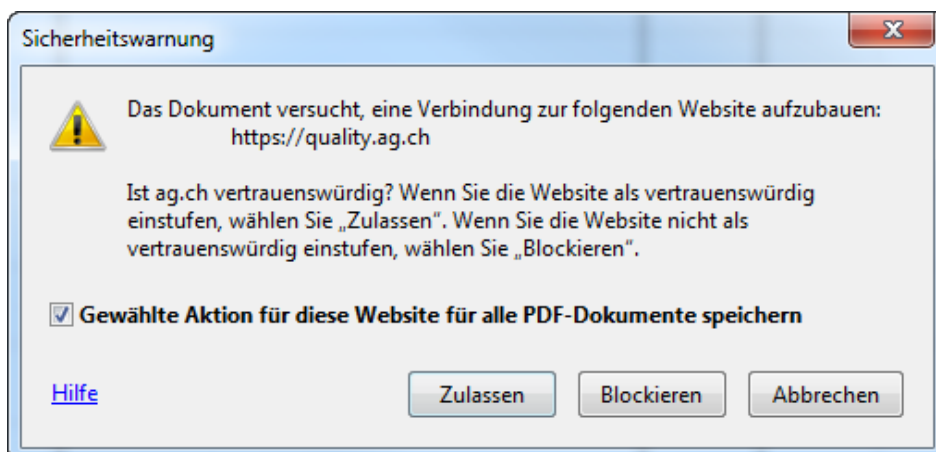 Sicherheitswarnung
Das Dokument versucht, eine Verbindung zur folgenden Website aufzubauen:
https://quality.ag.ch
Ist ag.ch vertrauenswürdig? Wenn Sie die Website als vertrauenswürdig
einstufen, wählen Sie „Zulassen“. Wenn Sie die Website nicht als
vertrauenswürdig einstufen, wählen Sie „Blockieren“.
Gewählte Aktion für diese Website für alle PDF-Dokumente speichern
Hilfe Zulassen Blockieren Abbrechen